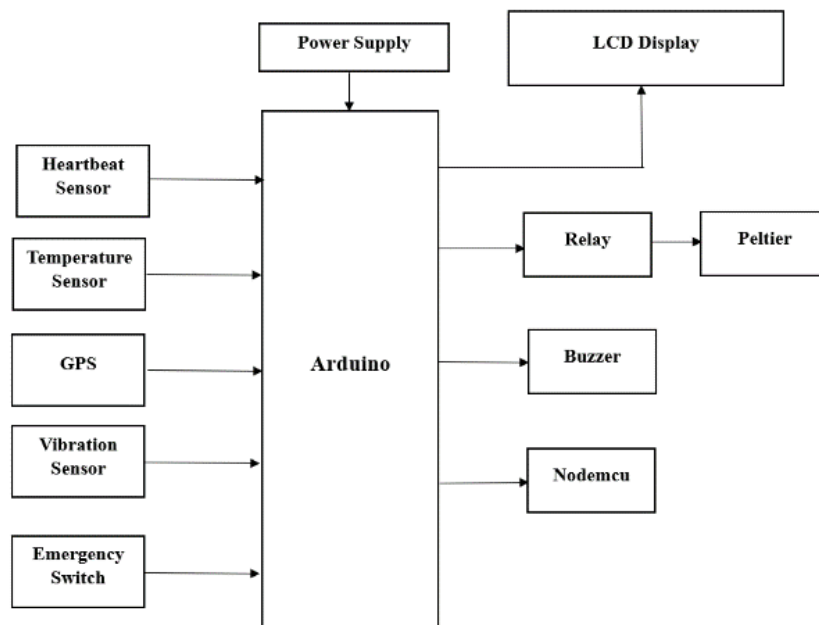 Power Supply
LCD Display
Heartbeat
Sensor
Temperature
Sensor
GPS
Vibration
Sensor
Emergency
Switch
Arduino
Relay
Peltier
Buzzer
Nodemcu